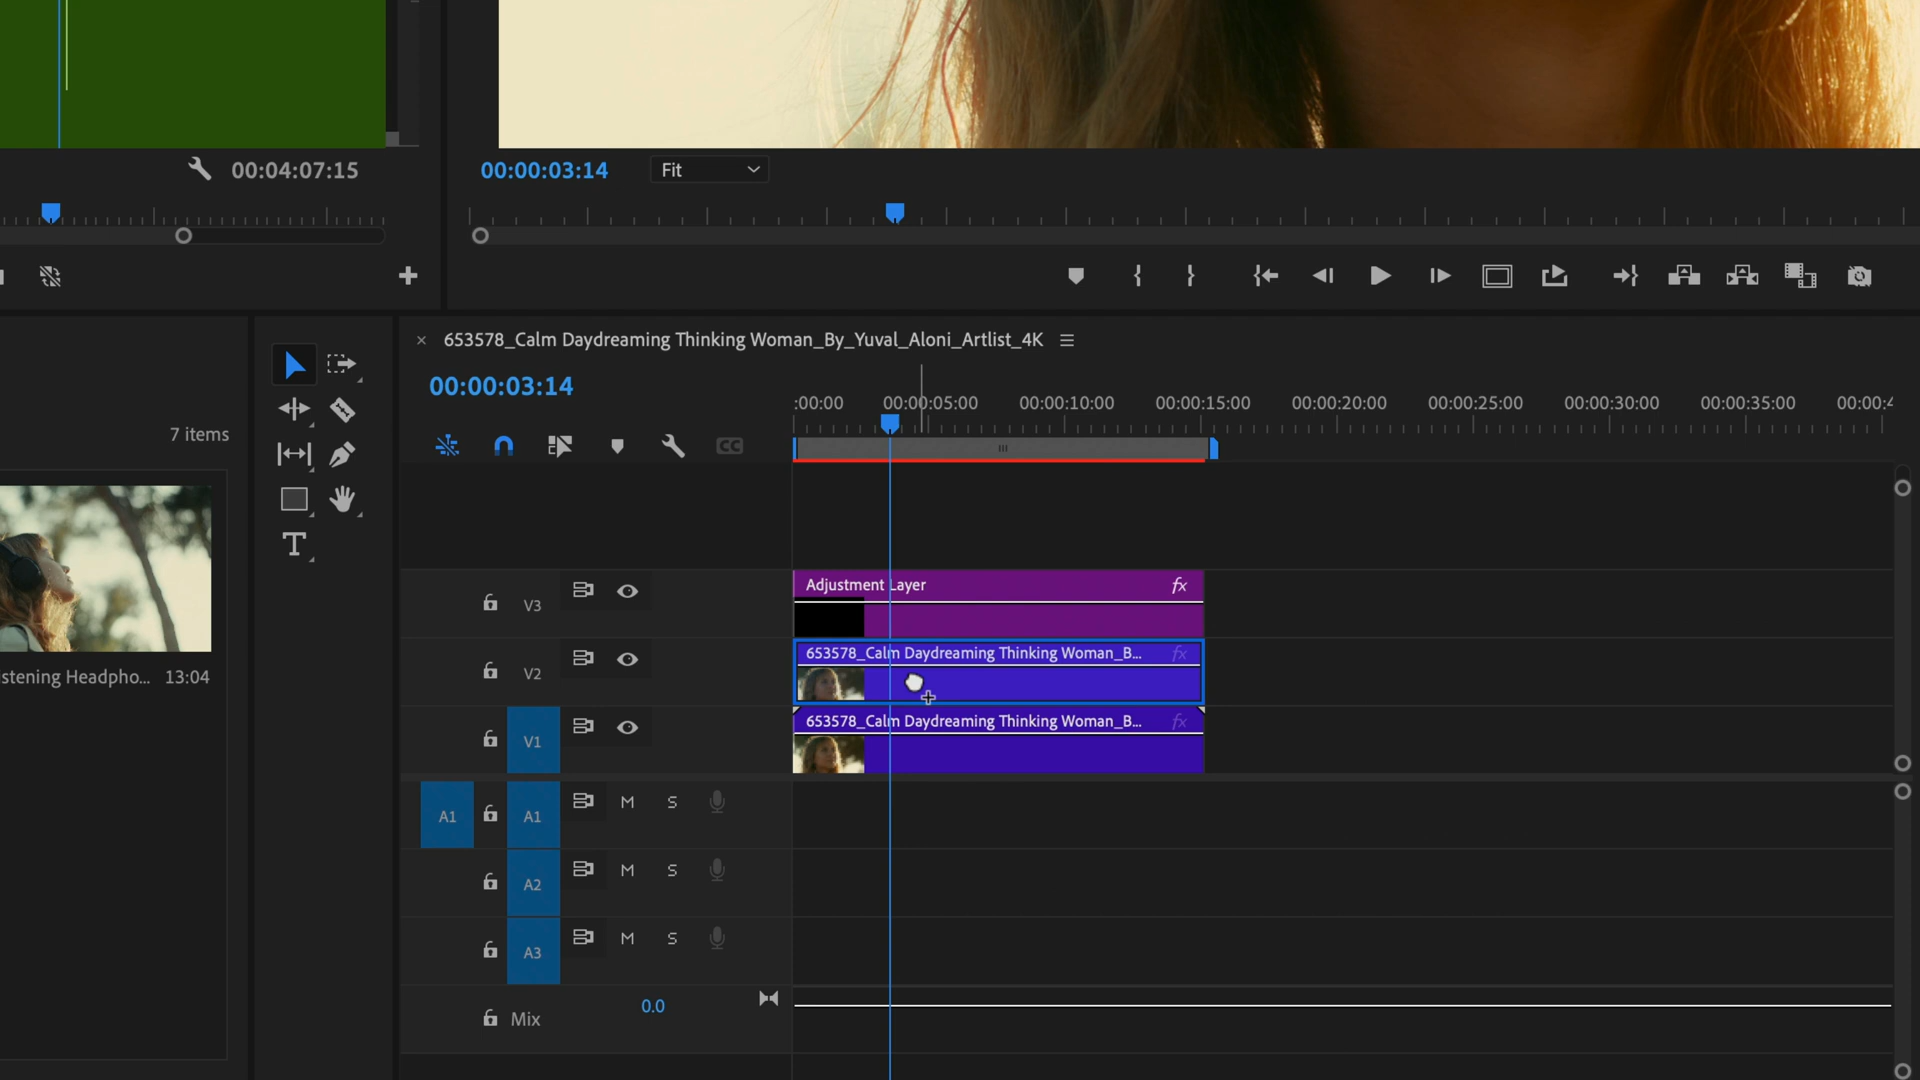 00:04:07:15
00:00:03:14
Fit
653578_Calm Daydreaming Thinking Woman_By_Yuval_Aloni_Artlist_4K
00:00:03:14
:00:00 00:00:05:00 00:00:10:00 00:00:15:00 00:00:20:00 00:00:25:00 00:00:30:00 00:00:35:00 00:00:4
7 items
CC
T
V3
Adjustment Layer fx
V2
653578_Calm Daydreaming Thinking Woman_B... fx
stening Headpho... 13:04
V1
653578_Calm Daydreaming Thinking Woman_B... fx
A1 A1 M S
A2 M S
A3 M S
Mix 0.0